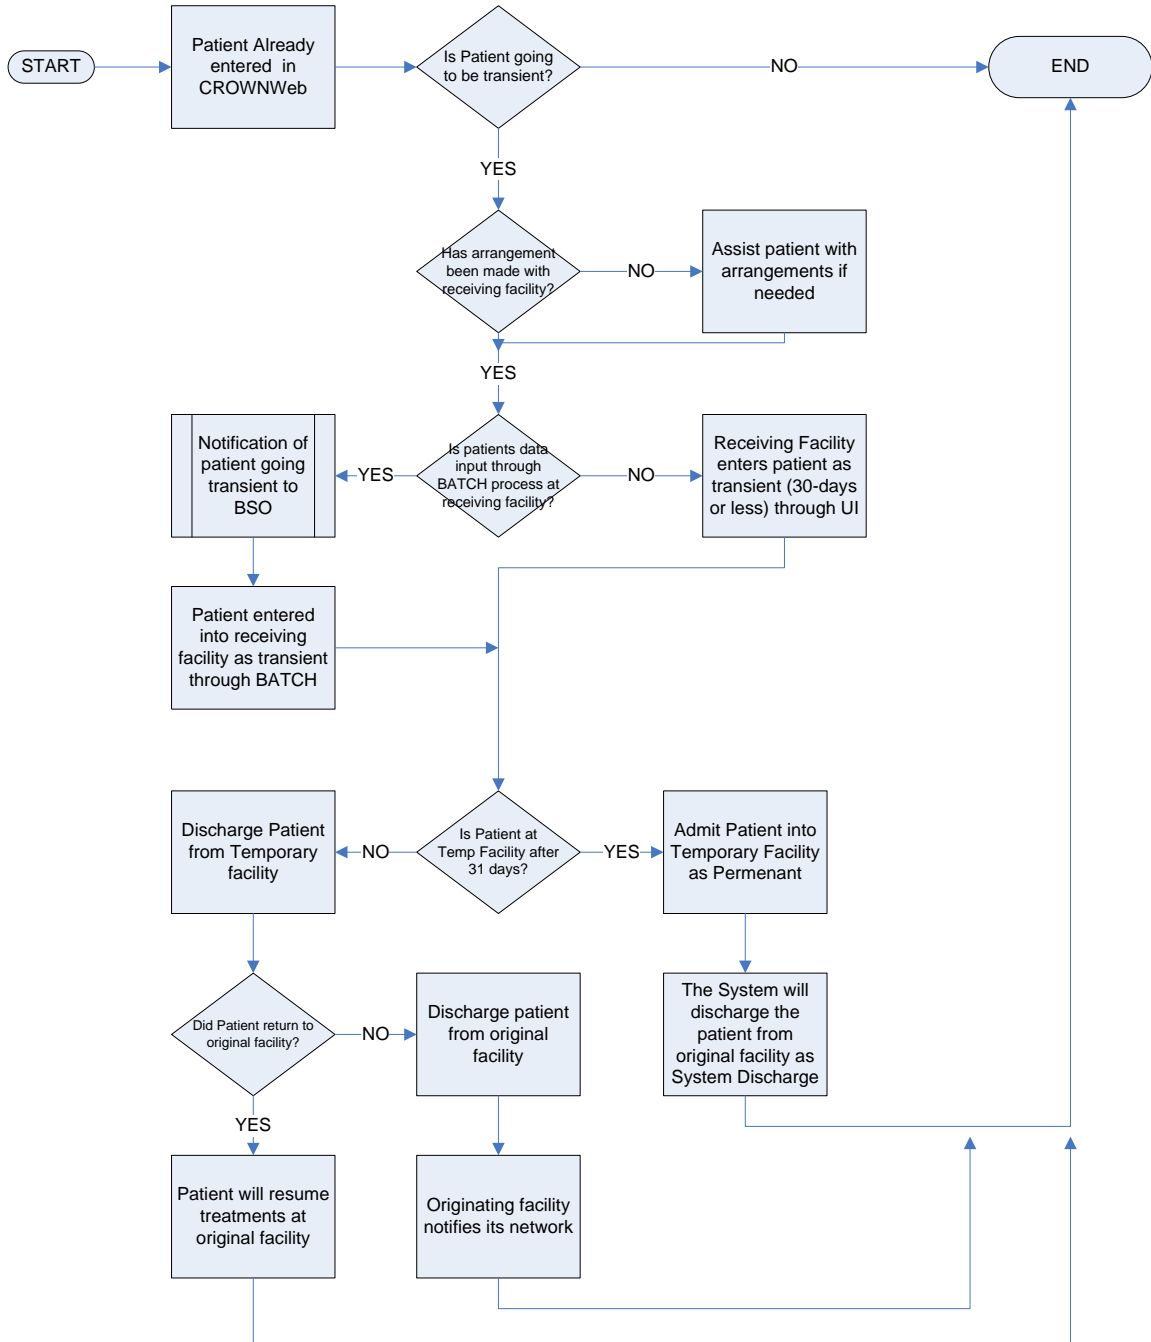 START
Patient Already
entered in
CROWNWeb
Is Patient going
to be transient?
NO
END
YES
Has arrangement
been made with
receiving facility?
NO
Assist patient with
arrangements if
needed
YES
Notification of
patient going
transient to
BSO
YES
Is patients data
input through
BATCH process at
receiving facility?
NO
Receiving Facility
enters patient as
transient (30-days
or less) through UI
Patient entered
into receiving
facility as transient
through BATCH
Discharge Patient
from Temporary
facility
NO
Is Patient at
Temp Facility after
31 days?
YES
Admit Patient into
Temporary Facility
as Permenant
Did Patient return to
original facility?
NO
Discharge patient
from original
facility
The System will
discharge the
patient from
original facility as
System Discharge
YES
Patient will resume
treatments at
original facility
Originating facility
notifies its network